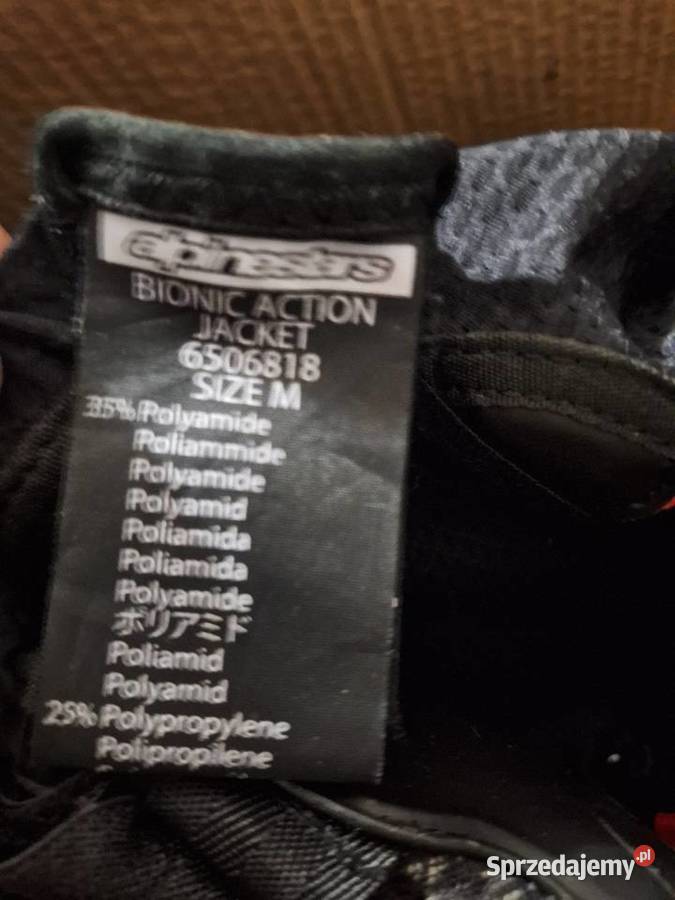 alpinestars
BIONIC ACTION
JACKET
6506818
SIZE M
35% Polyamide
Poliammide
Polyamide
Polyamid
Poliamida
Poliamida
Polyamide
ポリアミド
Poliamid
Polyamid
25% Polypropylene
Polipropilene
Sprzedajemy.pl